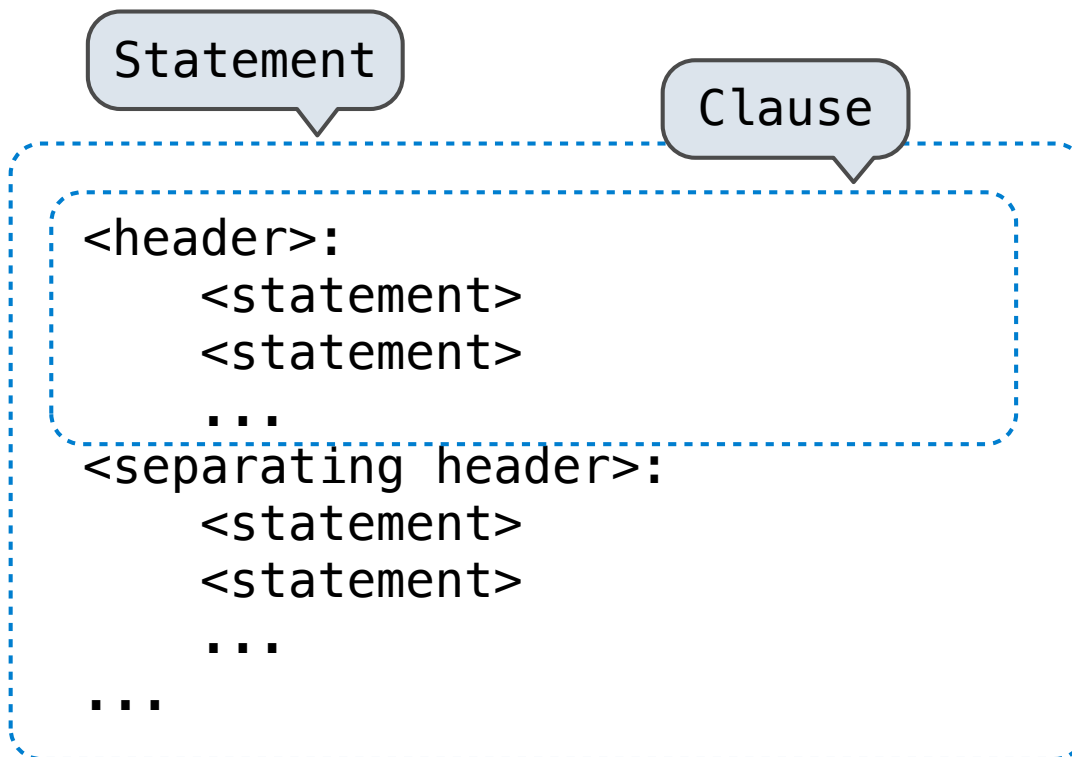 Statement
Clause
<header>:
<statement>
<statement>
...
<separating header>:
<statement>
<statement>
...
...